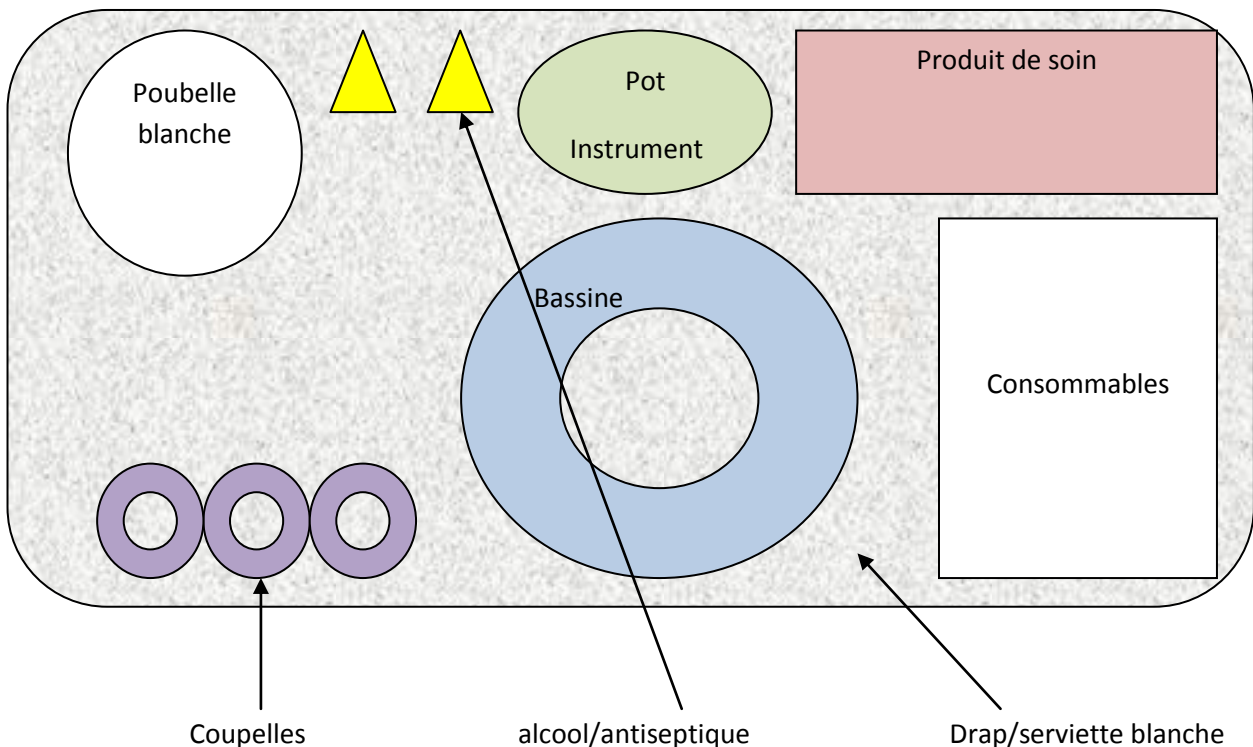 Poubelle
blanche
Pot
Instrument
Produit de soin
Bassine
Consommables
Coupelles
alcool/antiseptique
Drap/serviette blanche